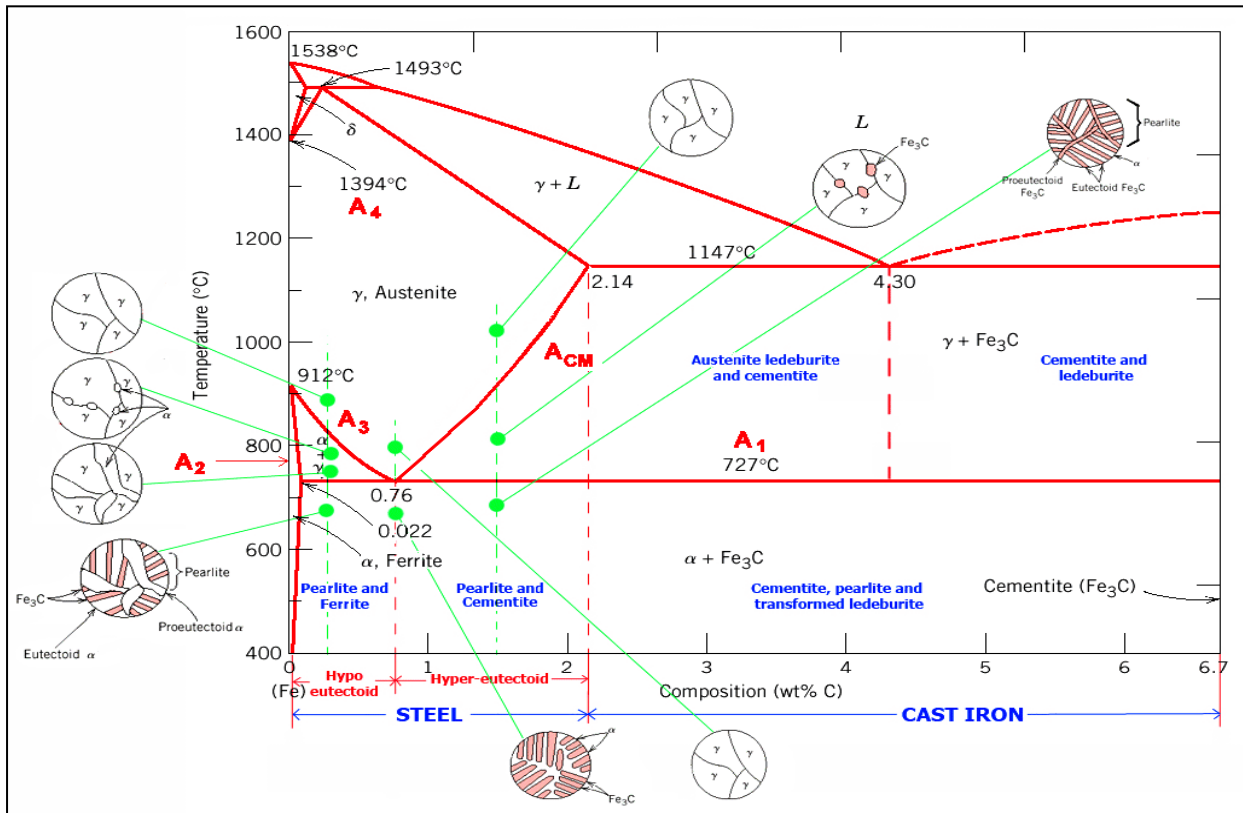 1600
1538°C
1493°C
1400
δ
1394°C
A4
γ + L
L
Fe3C
γ
γ
γ
γ
γ
γ
γ
γ
Pearlite
α
Proeutectoid
Fe3C
Eutectoid Fe3C
1200
1147°C
2.14
4.30
γ, Austenite
Temperature (°C)
1000
ACM
Austenite ledeburite
and cementite
γ + Fe3C
Cementite and
ledeburite
912°C
γ
γ
γ
γ
γ
γ
γ
γ
α
γ
γ
γ
γ
A3
α
+
γ
800
A2
A1
727°C
0.76
0.022
α, Ferrite
600
α + Fe3C
Cementite (Fe3C)
Pearlite
Fe3C
Proeutectoid α
Eutectoid α
Pearlite and
Ferrite
Pearlite and
Cementite
Cementite, pearlite and
transformed ledeburite
400
0
1
2
3
4
5
6
6.7
(Fe)
Hypo
eutectoid
Hyper-eutectoid
Composition (wt% C)
STEEL
CAST IRON
α
Fe3C
γ
γ
γ
γ